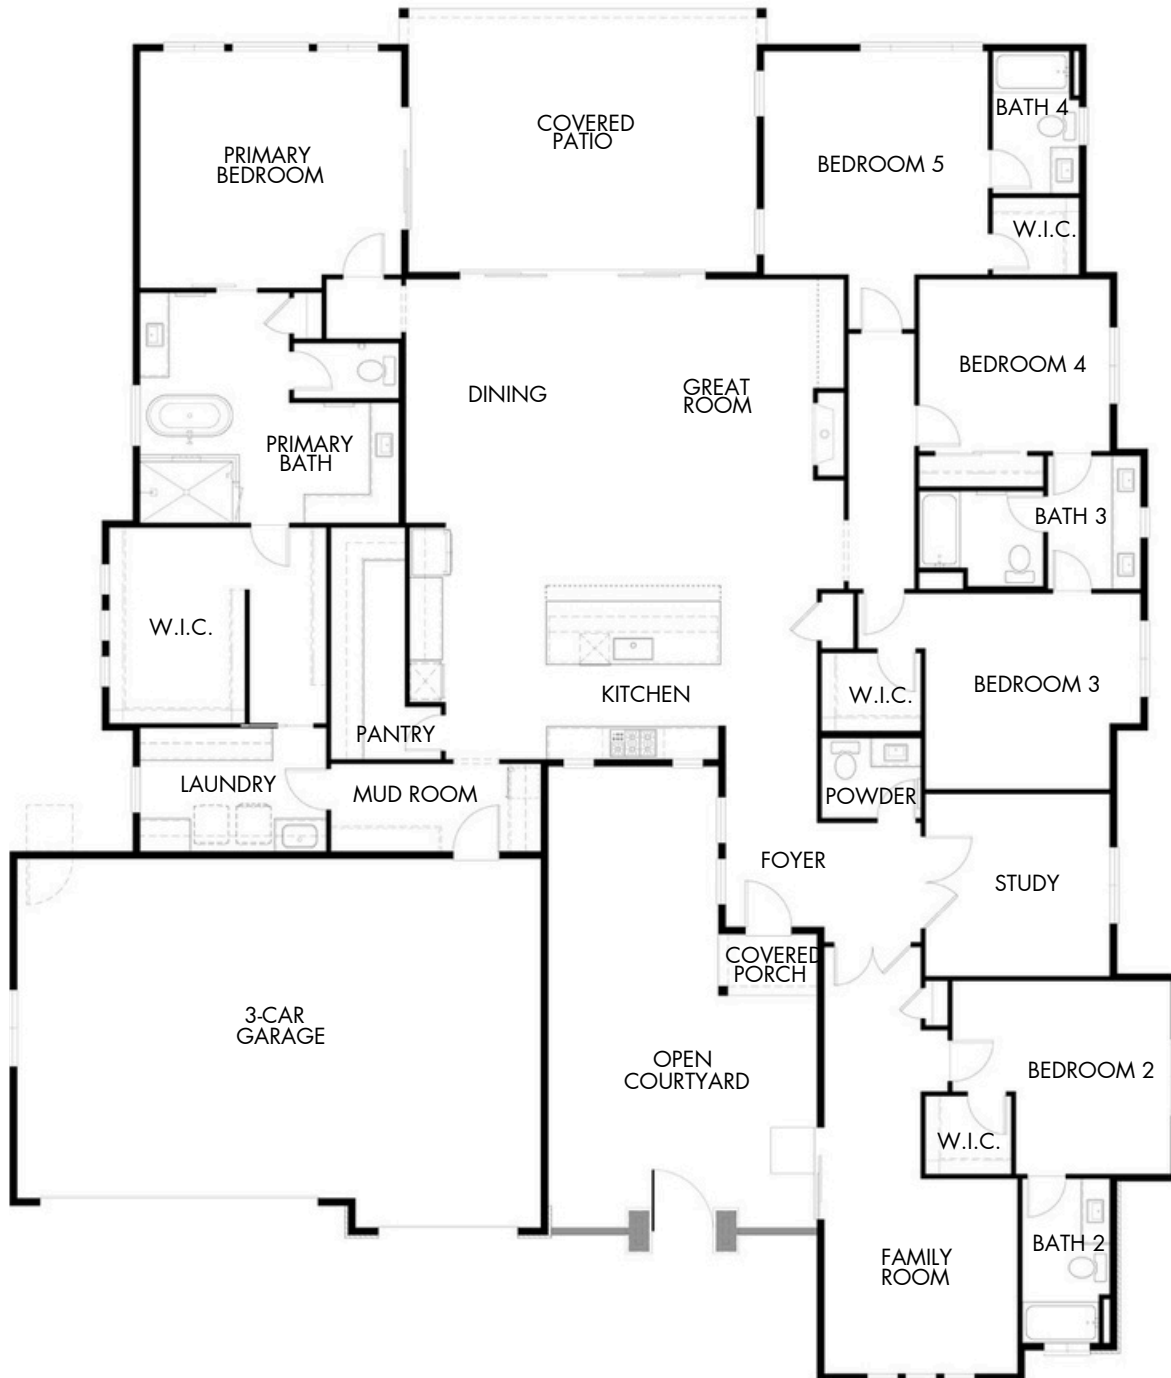 BATH 4
COVERED
PATIO
PRIMARY
BEDROOM
BEDROOM 5
W.I.C.
BEDROOM 4
DINING
GREAT
ROOM
PRIMARY
BATH
BATH 3
W.I.C.
BEDROOM 3
KITCHEN
W.I.C.
PANTRY
LAUNDRY
MUD ROOM
POWDER
FOYER
STUDY
COVERED
PORCH
3-CAR
GARAGE
OPEN
COURTYARD
BEDROOM 2
W.I.C.
BATH 2
FAMILY
ROOM